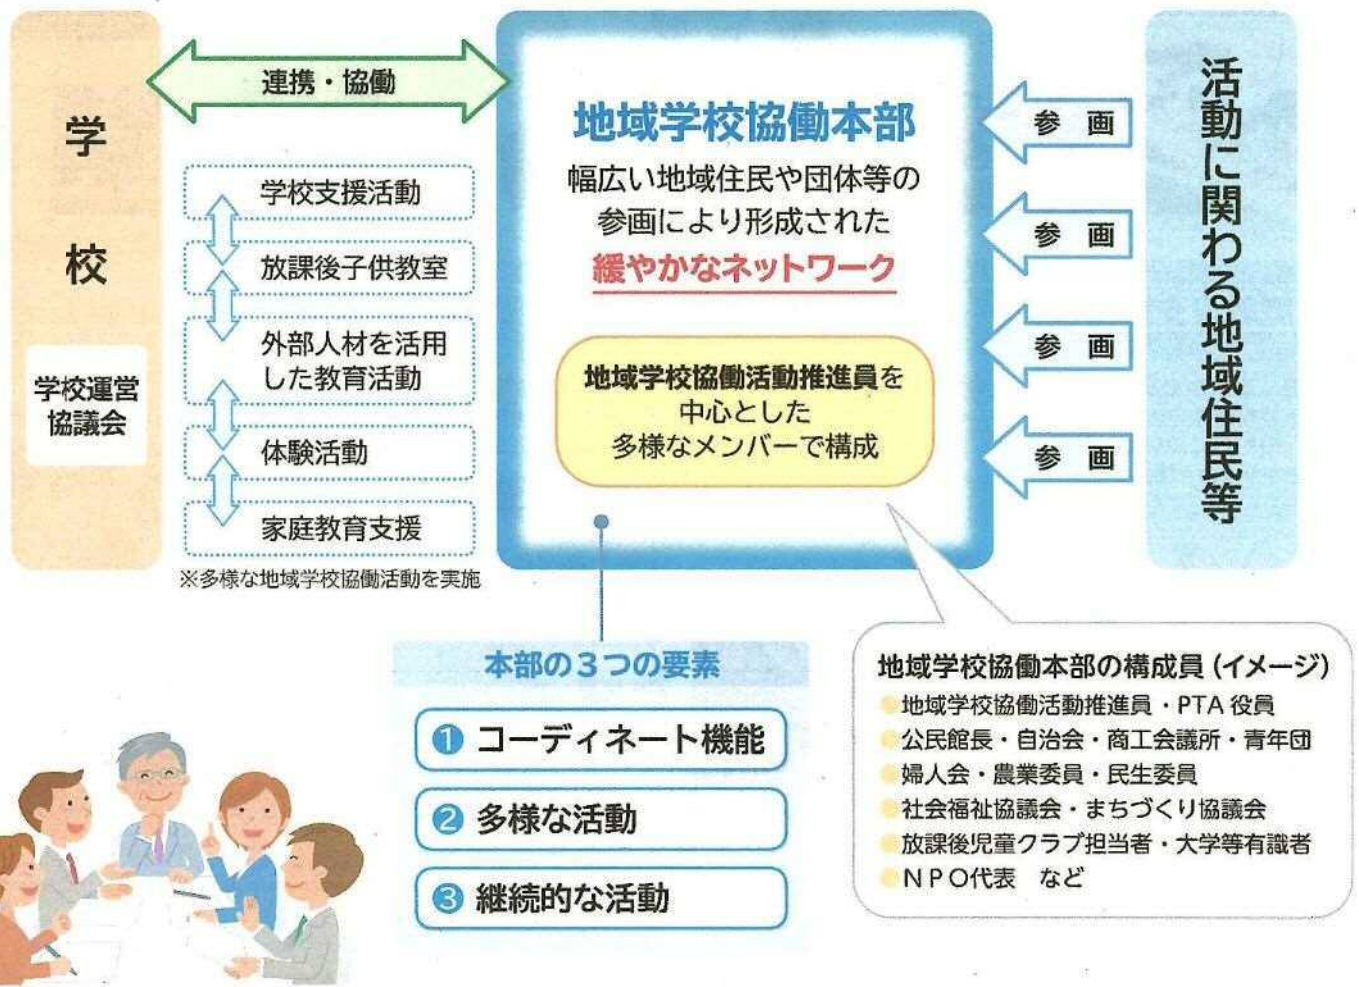 学校
学校運営
協議会
連携・協働
学校支援活動
放課後子供教室
外部人材を活用
した教育活動
体験活動
家庭教育支援
※多様な地域学校協働活動を実施
地域学校協働本部
幅広い地域住民や団体等の
参画により形成された
緩やかなネットワーク
地域学校協働活動推進員を
中心とした
多様なメンバーで構成
参 画
参 画
参 画
参 画
活動に関わる地域住民等
本部の3つの要素
❶ コーディネート機能
❷ 多様な活動
❸ 継続的な活動
地域学校協働本部の構成員(イメージ)
●地域学校協働活動推進員・PTA 役員
●公民館長・自治会・商工会議所・青年団
●婦人会・農業委員・民生委員
●社会福祉協議会・まちづくり協議会
●放課後児童クラブ担当者・大学等有識者
●NPO代表 など